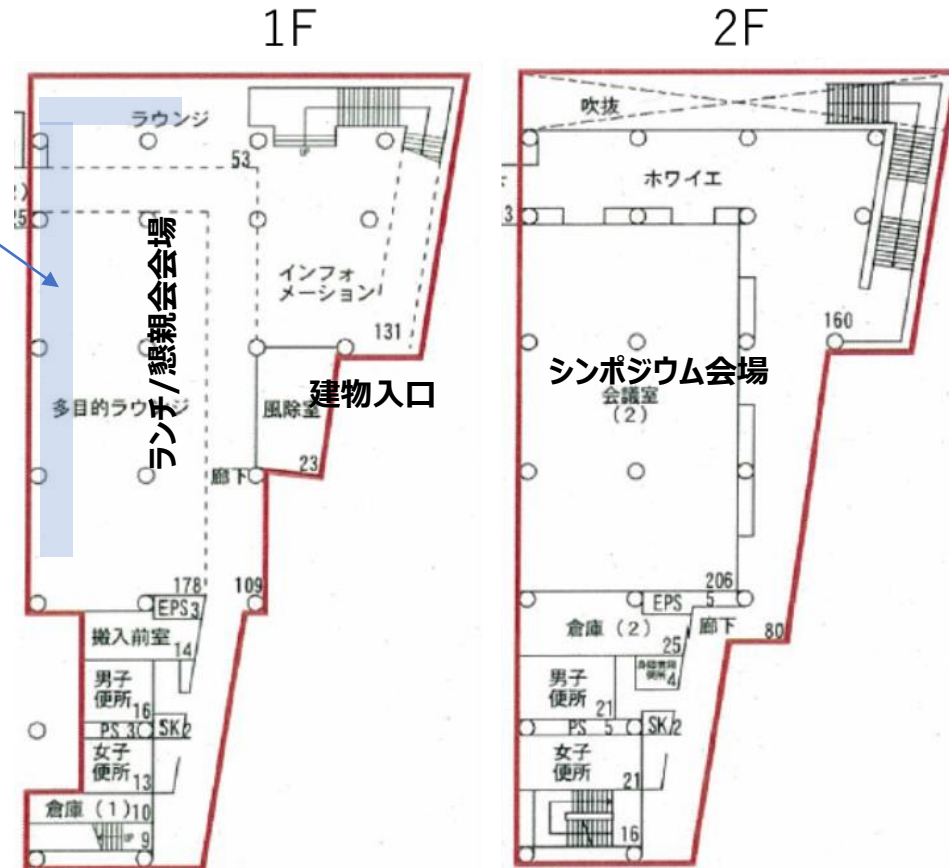 1F
ラウンジ
UP
53
2)
25
ランチ/懇親会会場
インフォ
メーション
131
多目的ラウンジ
風除室
建物入口
23
廊下
178
109
EPS3
搬入前室
14
男子
便所
16
PS 3
SK/2
女子
便所
13
倉庫(1)10
UP
9
2F
吹抜
ホワイエ
3
160
シンポジウム会場
会議室
(2)
206
EPS
5
倉庫(2)
廊下
80
25
4
男子
便所
21
PS 5
SK/2
女子
便所
21
16